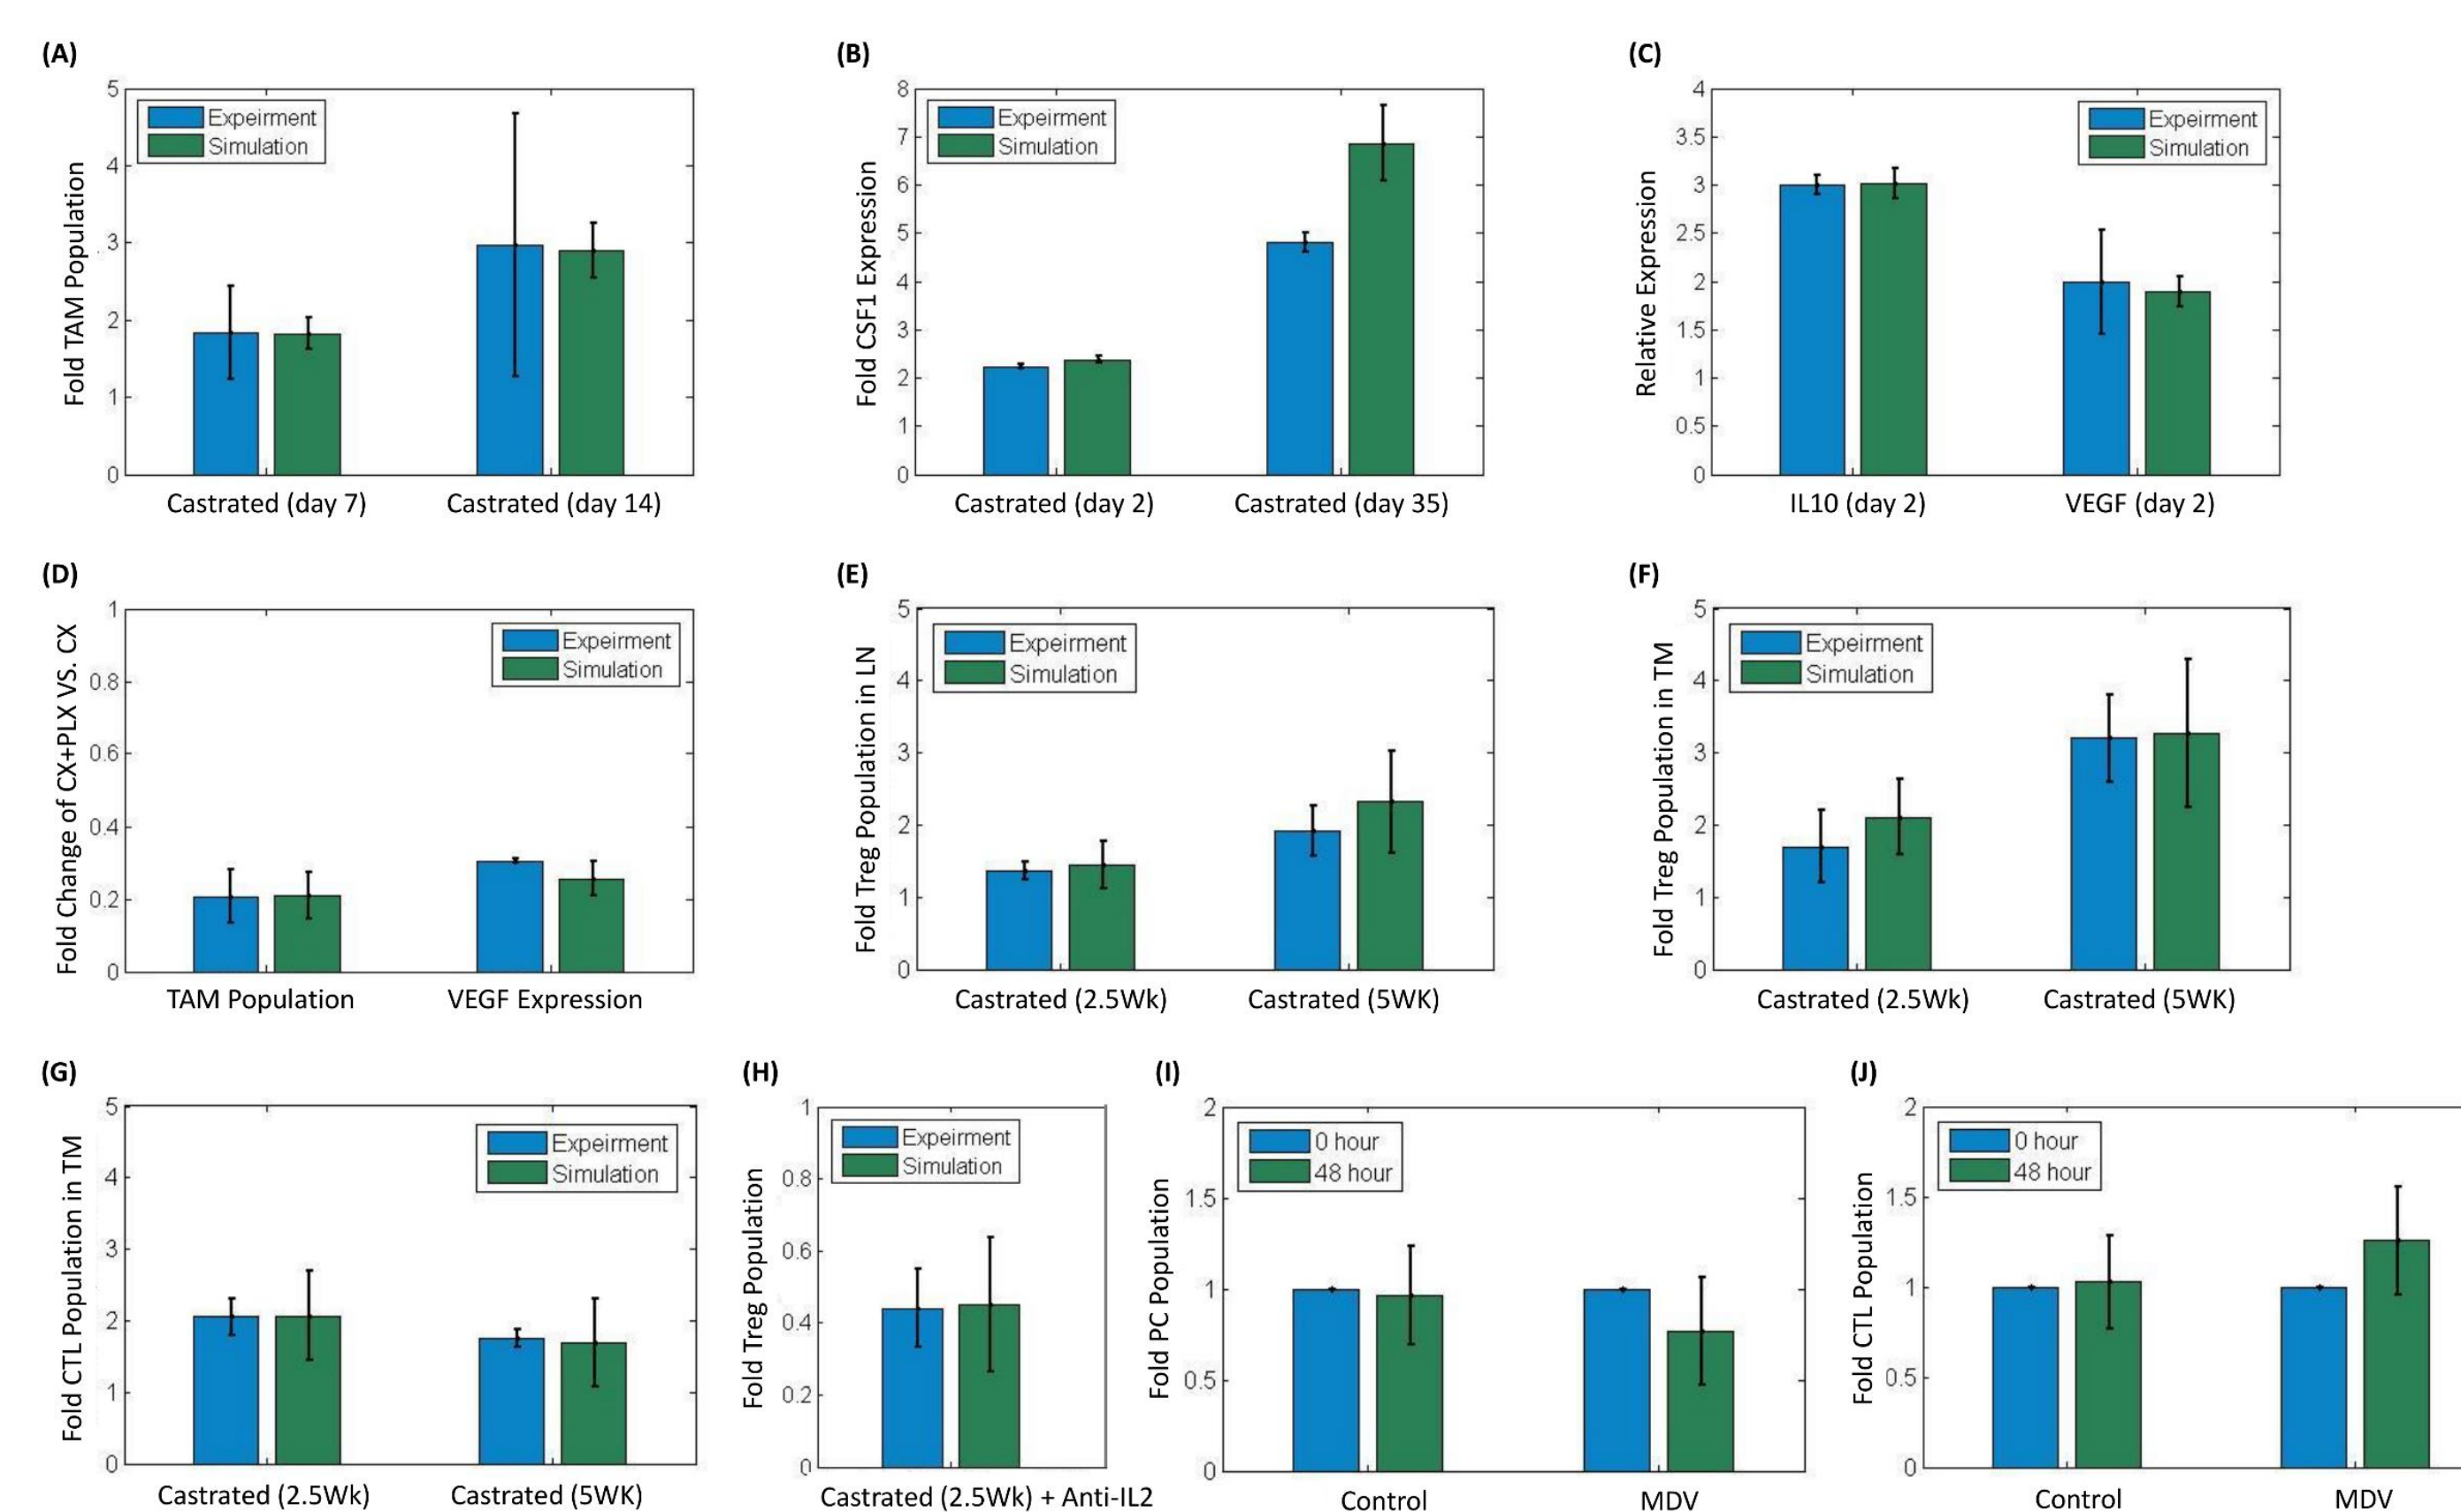 (A)
Fold TAM Population
5
4
3
2
1
0
Expeirment
Simulation
Castrated (day 7)
Castrated (day 14)
(B)
Fold CSF1 Expression
8
7
6
5
4
3
2
1
0
Expeirment
Simulation
Castrated (day 2)
Castrated (day 35)
(C)
Relative Expression
4
3.5
3
2.5
2
1.5
1
0.5
0
Expeirment
Simulation
IL10 (day 2)
VEGF (day 2)
(D)
Fold Change of CX+PLX VS. CX
1
0.8
0.6
0.4
0.2
0
Expeirment
Simulation
TAM Population
VEGF Expression
(E)
Fold Treg Population in LN
5
4
3
2
1
0
Expeirment
Simulation
Castrated (2.5Wk)
Castrated (5WK)
(F)
Fold Treg Population in TM
5
4
3
2
1
0
Expeirment
Simulation
Castrated (2.5Wk)
Castrated (5WK)
(G)
Fold CTL Population in TM
5
4
3
2
1
0
Expeirment
Simulation
Castrated (2.5Wk)
Castrated (5WK)
(H)
Fold Treg Population
1
0.8
0.6
0.4
0.2
0
Expeirment
Simulation
Castrated (2.5Wk) + Anti-IL2
(I)
Fold PC Population
2
1.5
1
0.5
0
0 hour
48 hour
Control
MDV
(J)
Fold CTL Population
2
1.5
1
0.5
0
0 hour
48 hour
Control
MDV